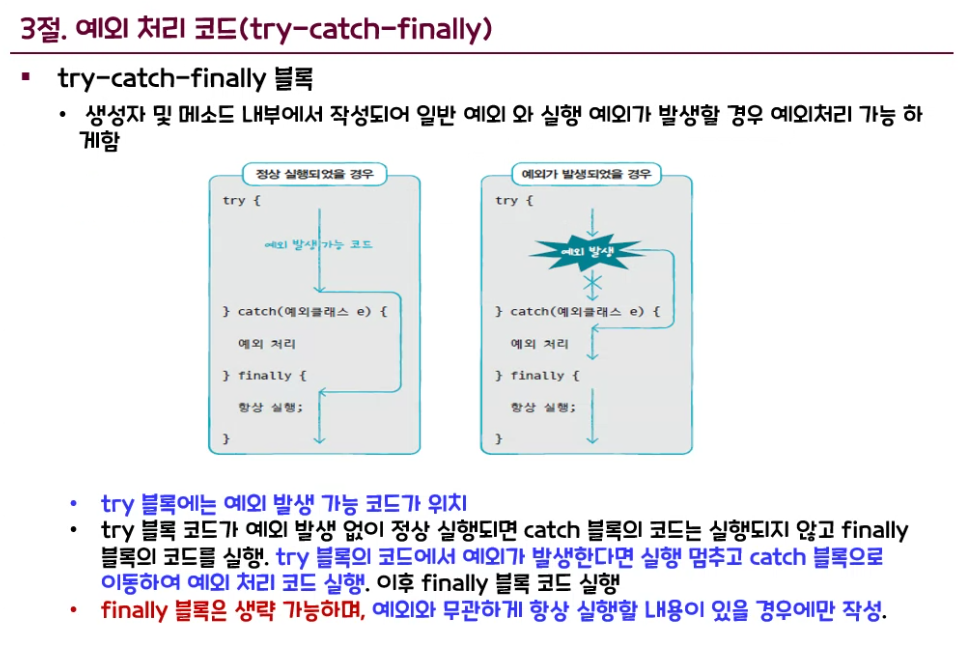 3절. 예외 처리 코드(try-catch-finally)
▪ try-catch-finally 블록
• 생성자 및 메소드 내부에서 작성되어 일반 예외 와 실행 예외가 발생할 경우 예외처리 가능 하
게함
정상 실행되었을 경우
try {
예외 발생 가능 코드
} catch(예외클래스 e) {
예외 처리
} finally {
항상 실행;
}
예외가 발생되었을 경우
try {
예외 발생
} catch(예외클래스 e) {
예외 처리
} finally {
항상 실행;
}
• try 블록에는 예외 발생 가능 코드가 위치
• try 블록 코드가 예외 발생 없이 정상 실행되면 catch 블록의 코드는 실행되지 않고 finally
블록의 코드를 실행. try 블록의 코드에서 예외가 발생한다면 실행 멈추고 catch 블록으로
이동하여 예외 처리 코드 실행. 이후 finally 블록 코드 실행
• finally 블록은 생략 가능하며, 예외와 무관하게 항상 실행할 내용이 있을 경우에만 작성.